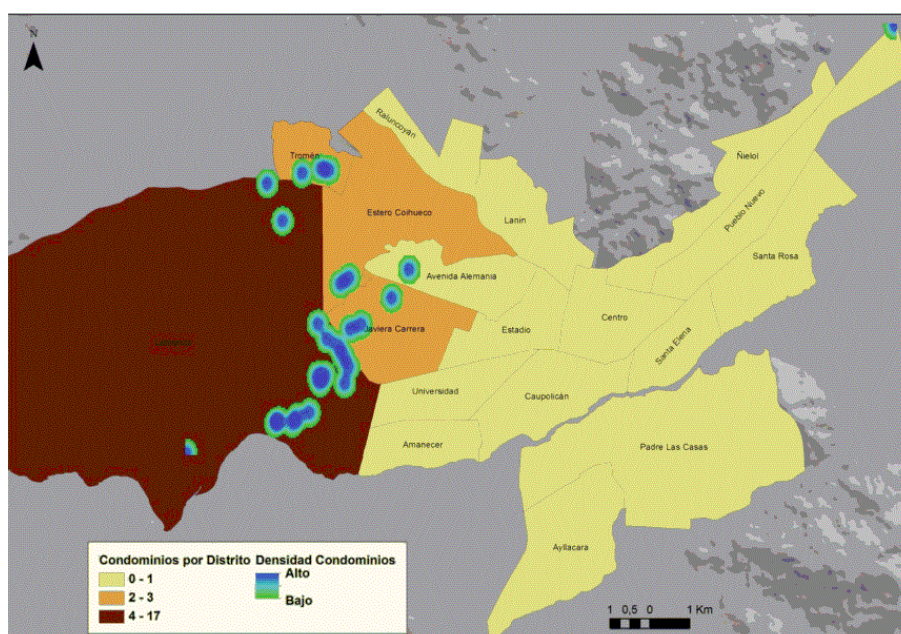 N
Raluncoyán
Tromén
Ñielol
Estero Coihueco
Lanin
Pueblo Nuevo
Santa Rosa
Avenida Alemania
Centro
Javiera Carrera
Estadio
Santa Elena
Universidad
Caupolicán
Amanecer
Padre Las Casas
Ayllacara
Condominios por Distrito
0 - 1
2 - 3
4 - 17
Densidad Condominios
Alto
Bajo
1 0,5 0 1 Km